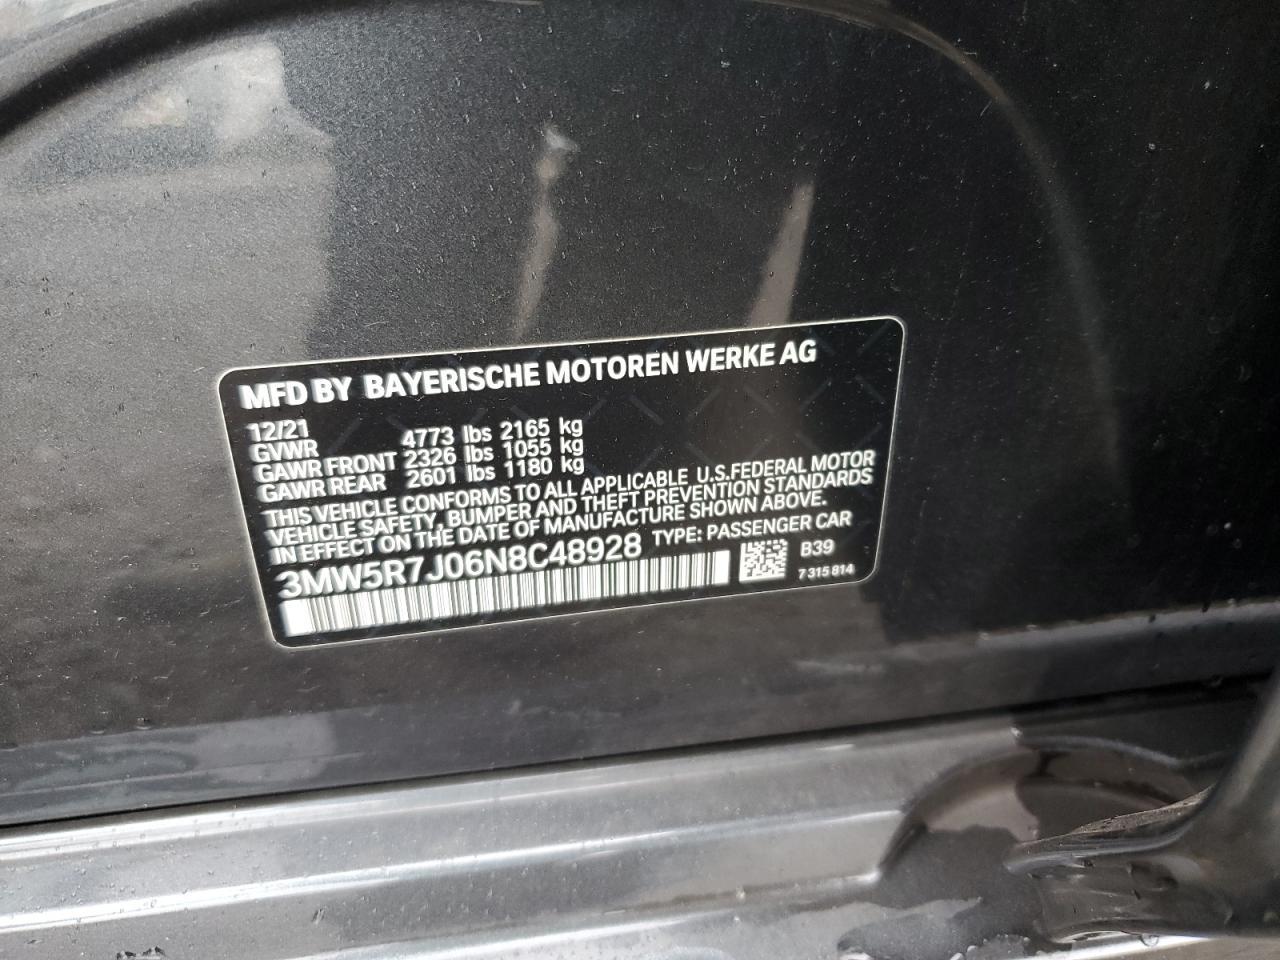 MFD BY BAYERISCHE MOTOREN WERKE AG
12/21
GVWR 4773 lbs 2165 kg
GAWR FRONT 2326 lbs 1055 kg
GAWR REAR 2601 lbs 1180 kg
THIS VEHICLE CONFORMS TO ALL APPLICABLE U.S.FEDERAL MOTOR
VEHICLE SAFETY, BUMPER AND THEFT PREVENTION STANDARDS
IN EFFECT ON THE DATE OF MANUFACTURE SHOWN ABOVE.
3MW5R7J06N8C48928 TYPE: PASSENGER CAR
B39
7 315 814